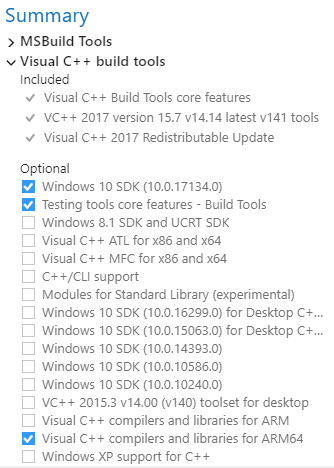 Summary
MSBuild Tools
Visual C++ build tools
Included
Visual C++ Build Tools core features
VC++ 2017 version 15.7 v14.14 latest v141 tools
Visual C++ 2017 Redistributable Update
Optional
Windows 10 SDK (10.0.17134.0)
Testing tools core features - Build Tools
Windows 8.1 SDK and UCRT SDK
Visual C++ ATL for x86 and x64
Visual C++ MFC for x86 and x64
C++/CLI support
Modules for Standard Library (experimental)
Windows 10 SDK (10.0.16299.0) for Desktop C+...
Windows 10 SDK (10.0.15063.0) for Desktop C+...
Windows 10 SDK (10.0.14393.0)
Windows 10 SDK (10.0.10586.0)
Windows 10 SDK (10.0.10240.0)
VC++ 2015.3 v14.00 (v140) toolset for desktop
Visual C++ compilers and libraries for ARM
Visual C++ compilers and libraries for ARM64
Windows XP support for C++